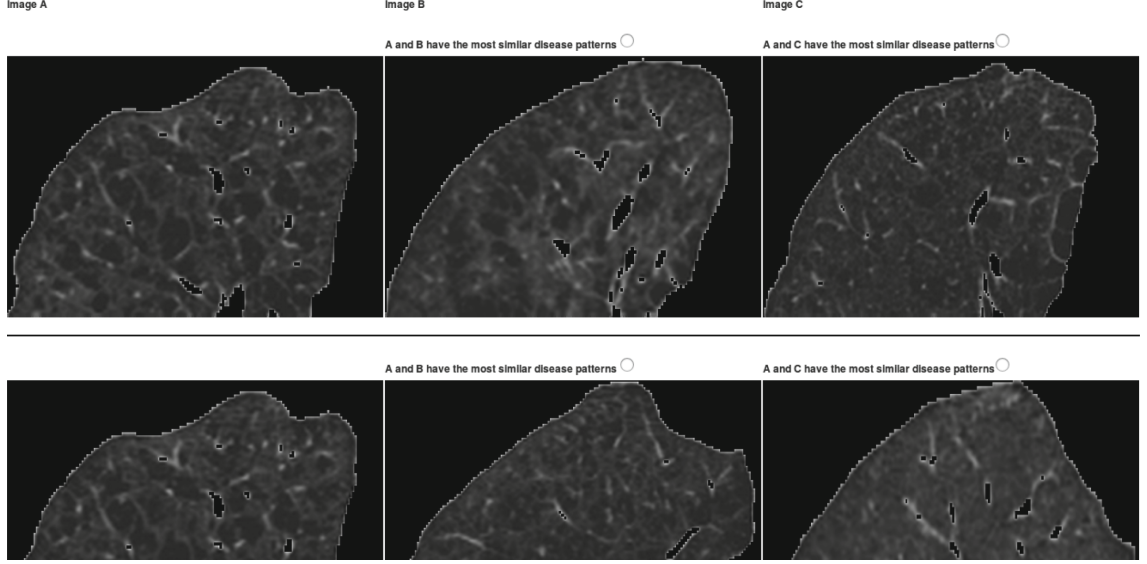 Image A
Image B
Image C
A and B have the most similar disease patterns
A and C have the most similar disease patterns
A and B have the most similar disease patterns
A and C have the most similar disease patterns